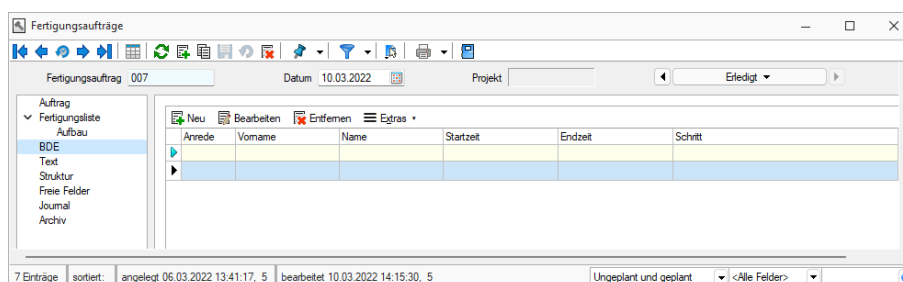 Fertigungsaufträge
Fertigungsauftrag 007 Datum 10.03.2022 Projekt Erledigt
Auftrag
Fertigungsliste
Aufbau
BDE
Text
Struktur
Freie Felder
Journal
Archiv
Neu Bearbeiten Entfernen Extras
Anrede Vorname Name Startzeit Endzeit Schritt
7 Einträge sortiert: angelegt 06.03.2022 13:41:17, 5 bearbeitet 10.03.2022 14:15:30, 5 Ungeplant und geplant <Alle Felder>